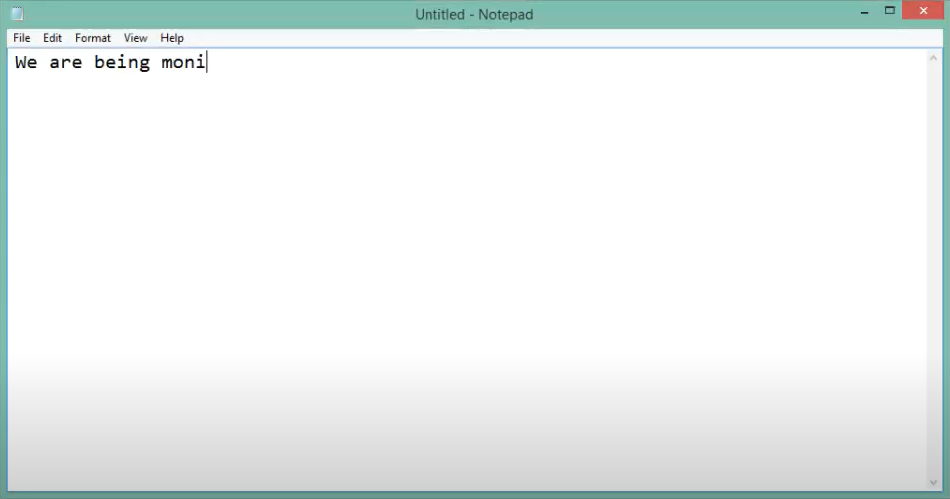 Untitled - Notepad
File Edit Format View Help
We are being moni